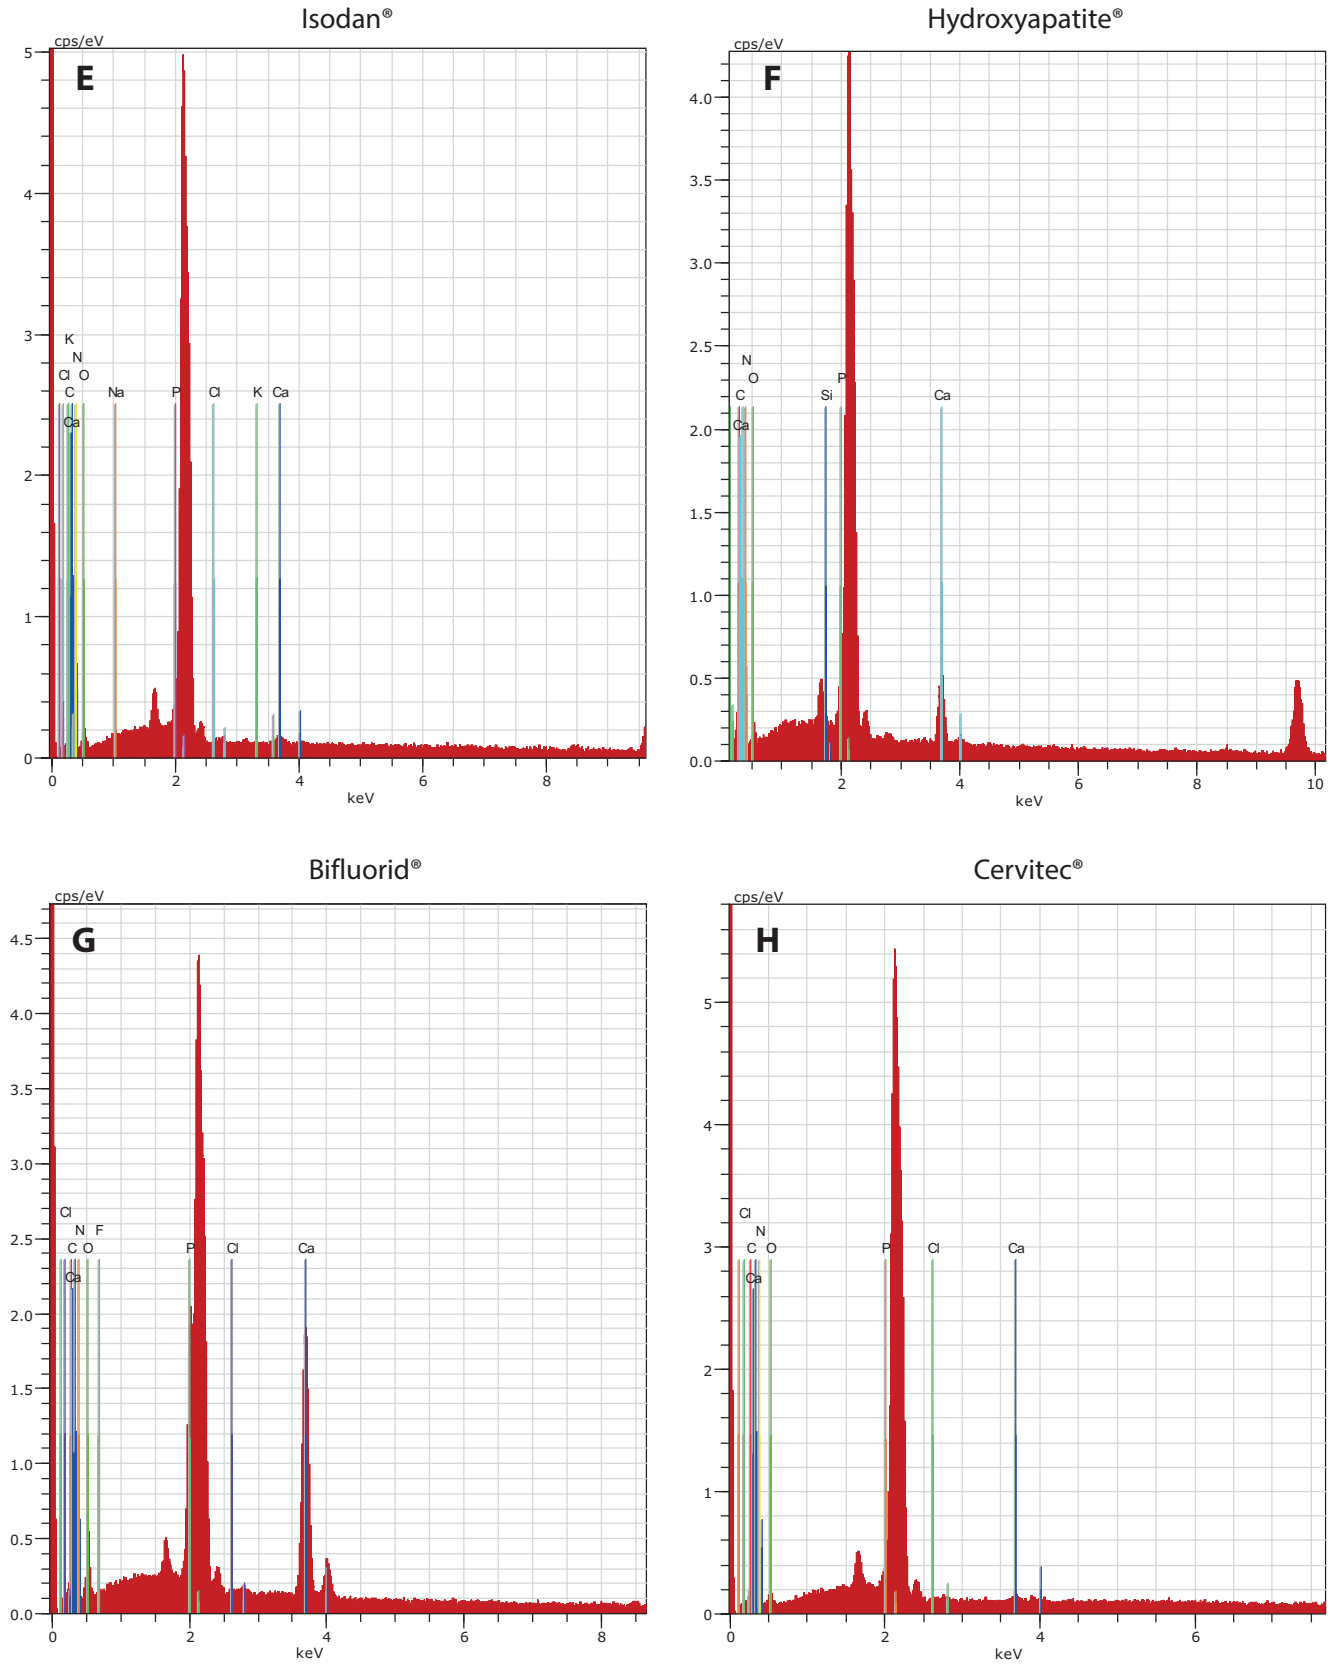 Isodan®
cps/eV
E
5
4
3
2
1
0
K
N
Cl O
C Na P Cl K Ca
Ca
0 2 4 6 8
keV
Hydroxyapatite®
cps/eV
F
4.0
3.5
3.0
2.5
2.0
1.5
1.0
0.5
0.0
N
O P
C Si Ca
Ca
2 4 6 8 10
keV
Bifluorid®
cps/eV
G
4.5
4.0
3.5
3.0
2.5
2.0
1.5
1.0
0.5
0.0
Cl
N F
C O P Cl Ca
Ca
0 2 4 6 8
keV
Cervitec®
cps/eV
H
5
4
3
2
1
0
Cl
N
C O P Cl Ca
Ca
0 2 4 6
keV